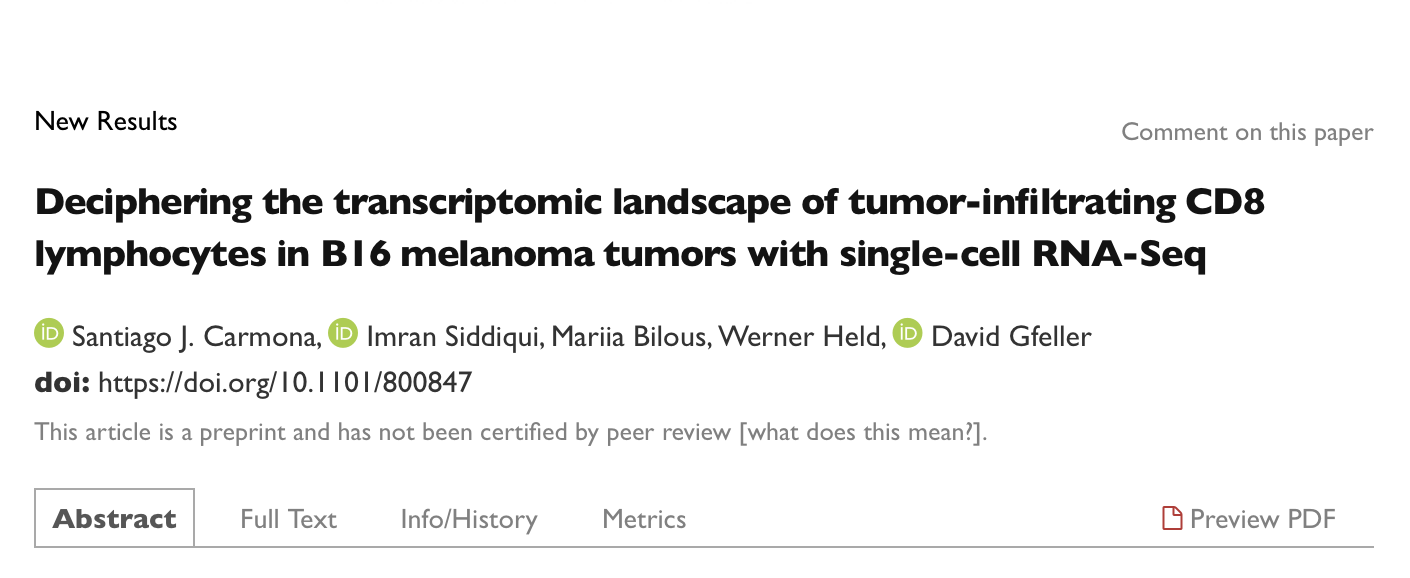 New Results
Comment on this paper
Deciphering the transcriptomic landscape of tumor-infiltrating CD8
lymphocytes in B16 melanoma tumors with single-cell RNA-Seq
iD Santiago J. Carmona, iD Imran Siddiqui, Mariia Bilous, Werner Held, iD David Gfeller
doi: https://doi.org/10.1101/800847
This article is a preprint and has not been certified by peer review [what does this mean?].
Abstract Full Text Info/History Metrics Preview PDF